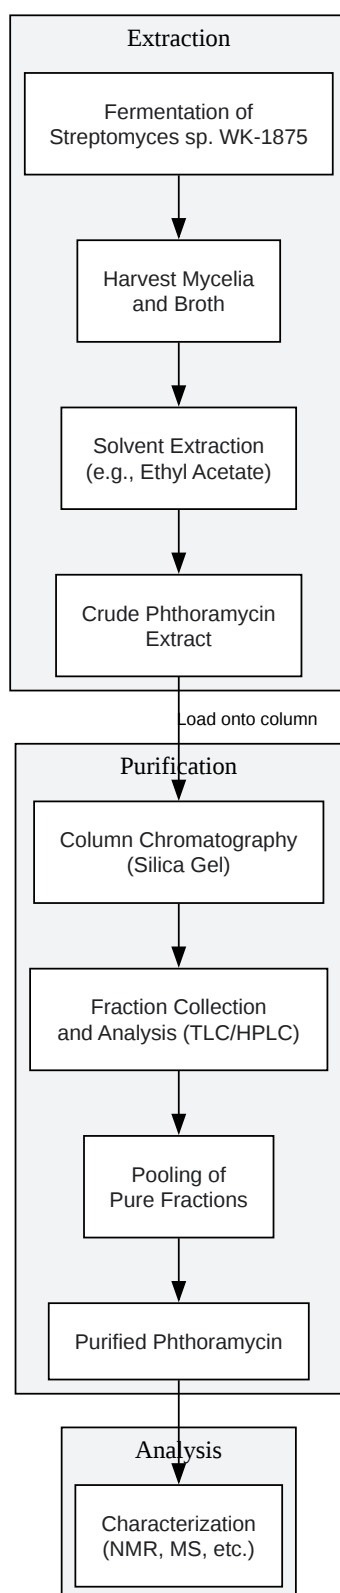 Extraction
Fermentation of
Streptomyces sp. WK-1875
Harvest Mycelia
and Broth
Solvent Extraction
(e.g., Ethyl Acetate)
Crude Phthoramycin
Extract
Load onto column
Purification
Column Chromatography
(Silica Gel)
Fraction Collection
and Analysis (TLC/HPLC)
Pooling of
Pure Fractions
Purified Phthoramycin
Analysis
Characterization
(NMR, MS, etc.)